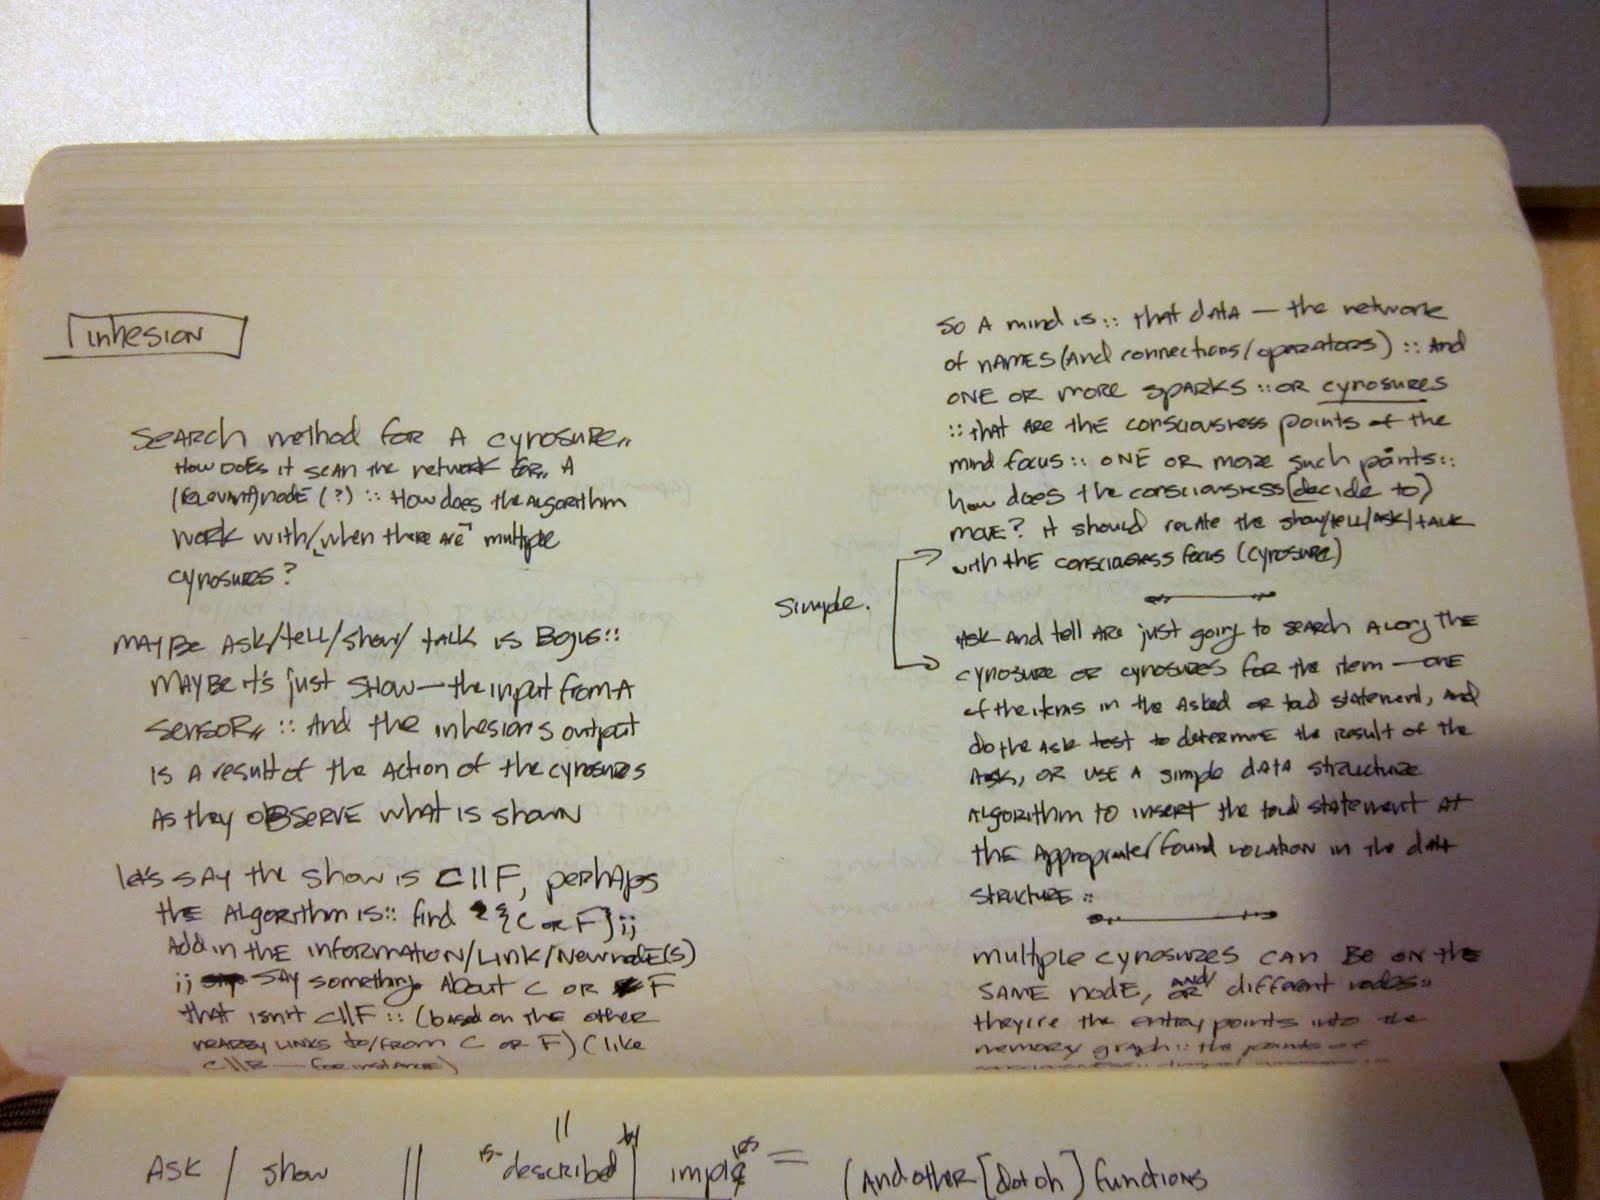 inhesion
Search method for a cynosure,,
How does it scan the network for,, a
(relevant) node (?) :: How does the algorithm
work with/when there are multiple
cynosures?
Maybe ask/tell/show/talk is bogus::
maybe it's just show — the input from a
sensor,, :: And the inhesion's output
is a result of the action of the cynosures
as they observe what is shown
let's say the show is C||F, perhaps
the algorithm is:: find {C or F};;
Add in the information/link/new node(s)
;; say something about C or F
that isn't C||F :: (based on the other
nearby links to/from C or F) (like
C||R — for instance)
So a mind is:: that data — the network
of names (and connections/operators) :: And
one or more sparks :: or cynosures
:: that are the consciousness points of the
mind focus:: one or more such points::
how does the consciousness (decide to)
move? it should relate the show/tell/ask/talk
with the consciousness focus (cynosure)
simple.
Ask and tell are just going to search along the
cynosure or cynosures for the item — one
of the items in the asked or told statement, and
do the ask test to determine the result of the
ask, or use a simple data structure
algorithm to insert the told statement at
the appropriate/found location in the data
structure::
multiple cynosures can be on the
same node, and/or different nodes::
they're the entry points into the
memory graph:: the points of
Ask / show || is described by | implies =
||
(And other [Dotoh] functions